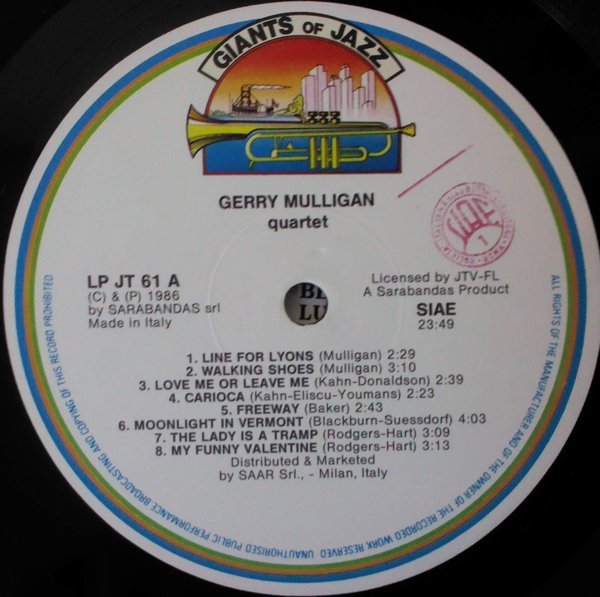 GIANTS OF JAZZ
GERRY MULLIGAN
quartet
LP JT 61 A
(C) & (P) 1986
by SARABANDAS srl
Made in Italy
Licensed by JTV-FL
A Sarabandas Product
SIAE
23:49
1. LINE FOR LYONS (Mulligan) 2:29
2. WALKING SHOES (Mulligan) 3:10
3. LOVE ME OR LEAVE ME (Kahn-Donaldson) 2:39
4. CARIOCA (Kahn-Eliscu-Youmans) 2:23
5. FREEWAY (Baker) 2:43
6. MOONLIGHT IN VERMONT (Blackburn-Suessdorf) 4:03
7. THE LADY IS A TRAMP (Rodgers-Hart) 3:09
8. MY FUNNY VALENTINE (Rodgers-Hart) 3:13
Distributed & Marketed
by SAAR Srl., - Milan, Italy
ALL RIGHTS OF THE MANUFACTURER AND OF THE OWNER OF THE RECORDED WORK RESERVED UNAUTHORISED PUBLIC PERFORMANCE BROADCASTING AND COPYING OF THIS RECORD PROHIBITED